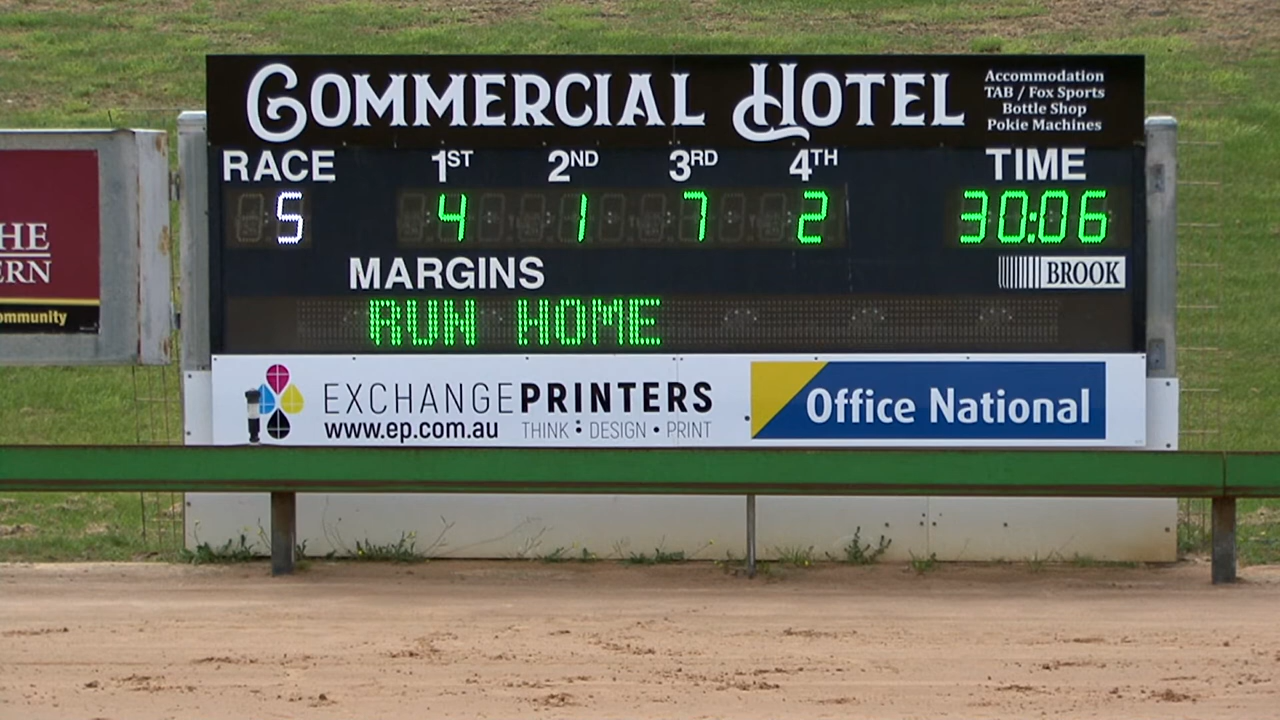 COMMERCIAL HOTEL
Accommodation
TAB / Fox Sports
Bottle Shop
Pokie Machines
RACE 1ST 2ND 3RD 4TH TIME
5 4 1 7 2 30:06
MARGINS
BROOK
RUN HOME
HE
ERN
ommunity
EXCHANGEPRINTERS
www.ep.com.au THINK • DESIGN • PRINT
Office National